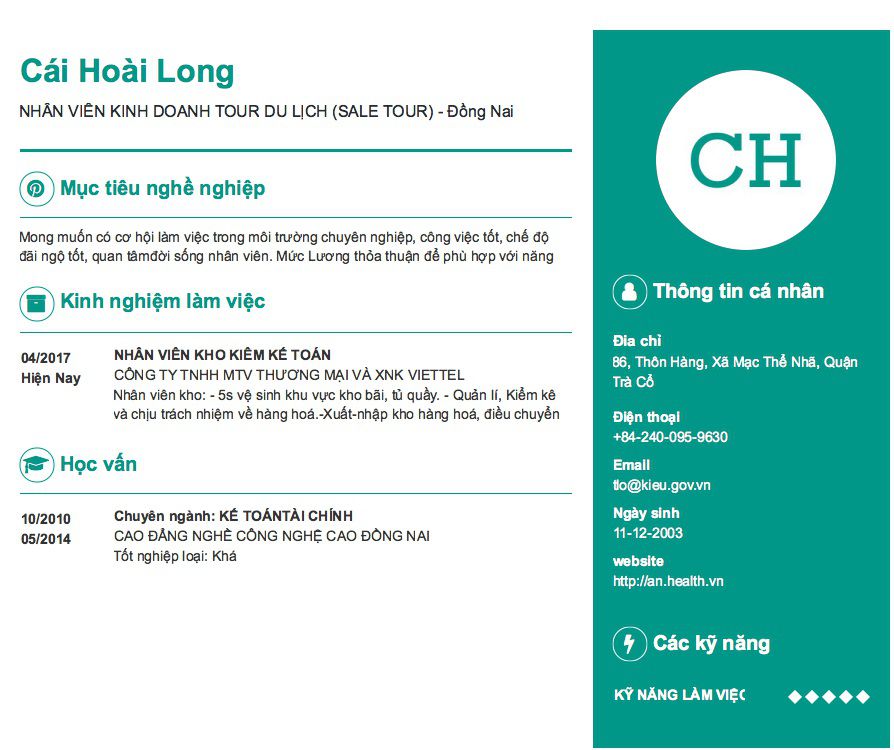 Cái Hoài Long
NHÂN VIÊN KINH DOANH TOUR DU LỊCH (SALE TOUR) - Đồng Nai
Mục tiêu nghề nghiệp
Mong muốn có cơ hội làm việc trong môi trường chuyên nghiệp, công việc tốt, chế độ
đãi ngộ tốt, quan tâmđời sống nhân viên. Mức Lương thỏa thuận để phù hợp với năng
Kinh nghiệm làm việc
04/2017
Hiện Nay
NHÂN VIÊN KHO KIÊM KẾ TOÁN
CÔNG TY TNHH MTV THƯƠNG MẠI VÀ XNK VIETTEL
Nhân viên kho: - 5s vệ sinh khu vực kho bãi, tủ quầy. - Quản lí, Kiểm kê
và chịu trách nhiệm về hàng hoá.-Xuất-nhập kho hàng hoá, điều chuyển
Học vấn
10/2010
05/2014
Chuyên ngành: KẾ TOÁNTÀI CHÍNH
CAO ĐẲNG NGHỀ CÔNG NGHỆ CAO ĐỒNG NAI
Tốt nghiệp loại: Khá
CH
Thông tin cá nhân
Địa chỉ
86, Thôn Hàng, Xã Mạc Thể Nhã, Quận
Trà Cổ
Điện thoại
+84-240-095-9630
Email
tlo@kieu.gov.vn
Ngày sinh
11-12-2003
website
http://an.health.vn
Các kỹ năng
KỸ NĂNG LÀM VIỆC